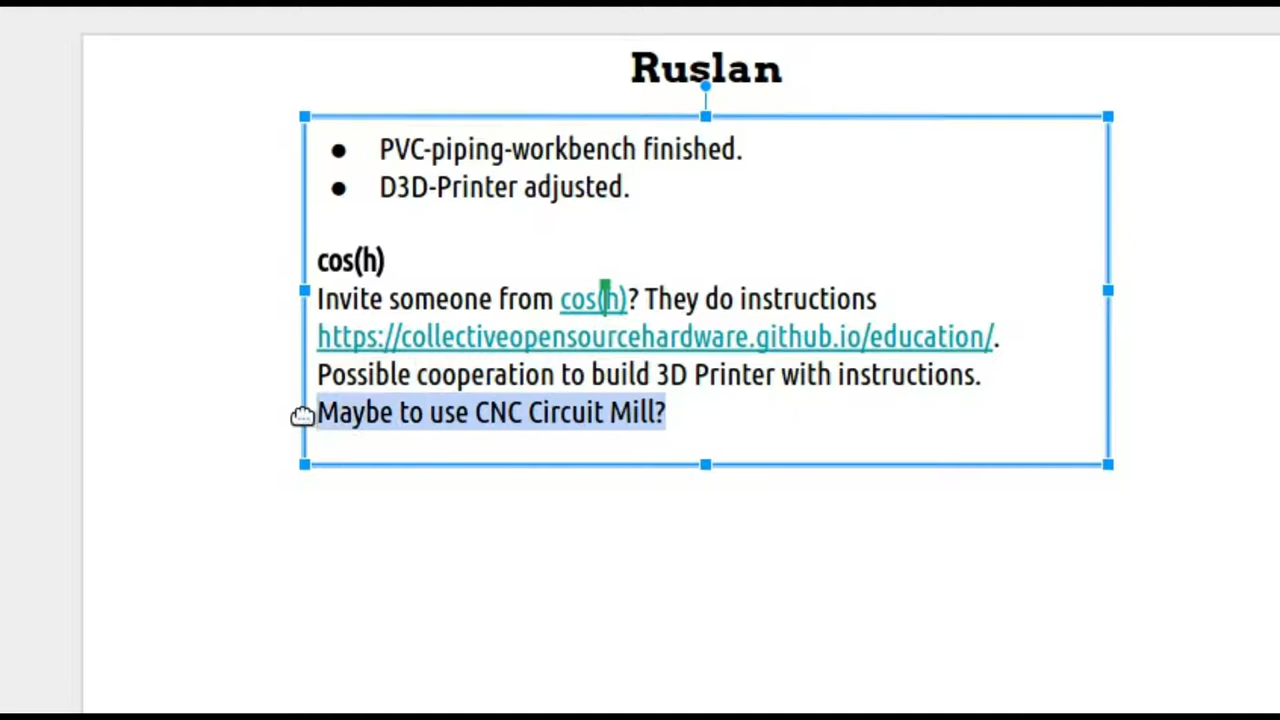 Ruslan
● PVC-piping-workbench finished.
● D3D-Printer adjusted.
cos(h)
Invite someone from cos(h)? They do instructions
https://collectiveopensourcehardware.github.io/education/.
Possible cooperation to build 3D Printer with instructions.
Maybe to use CNC Circuit Mill?